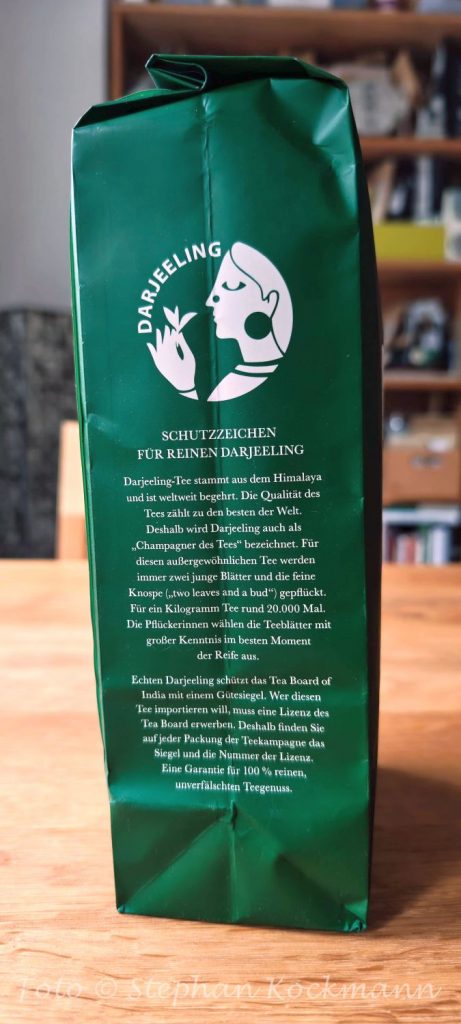 DARJEELING
SCHUTZZEICHEN
FÜR REINEN DARJEELING
Darjeeling-Tee stammt aus dem Himalaya
und ist weltweit begehrt. Die Qualität des
Tees zählt zu den besten der Welt.
Deshalb wird Darjeeling auch als
„Champagner des Tees“ bezeichnet. Für
diesen außergewöhnlichen Tee werden
immer zwei junge Blätter und die feine
Knospe („two leaves and a bud“) gepflückt.
Für ein Kilogramm Tee rund 20.000 Mal.
Die Pflückerinnen wählen die Teeblätter mit
großer Kenntnis im besten Moment
der Reife aus.
Echten Darjeeling schützt das Tea Board of
India mit einem Gütesiegel. Wer diesen
Tee importieren will, muss eine Lizenz des
Tea Board erwerben. Deshalb finden Sie
auf jeder Packung der Teekampagne das
Siegel und die Nummer der Lizenz.
Eine Garantie für 100 % reinen,
unverfälschten Teegenuss.
Foto © Stephan Kockmann